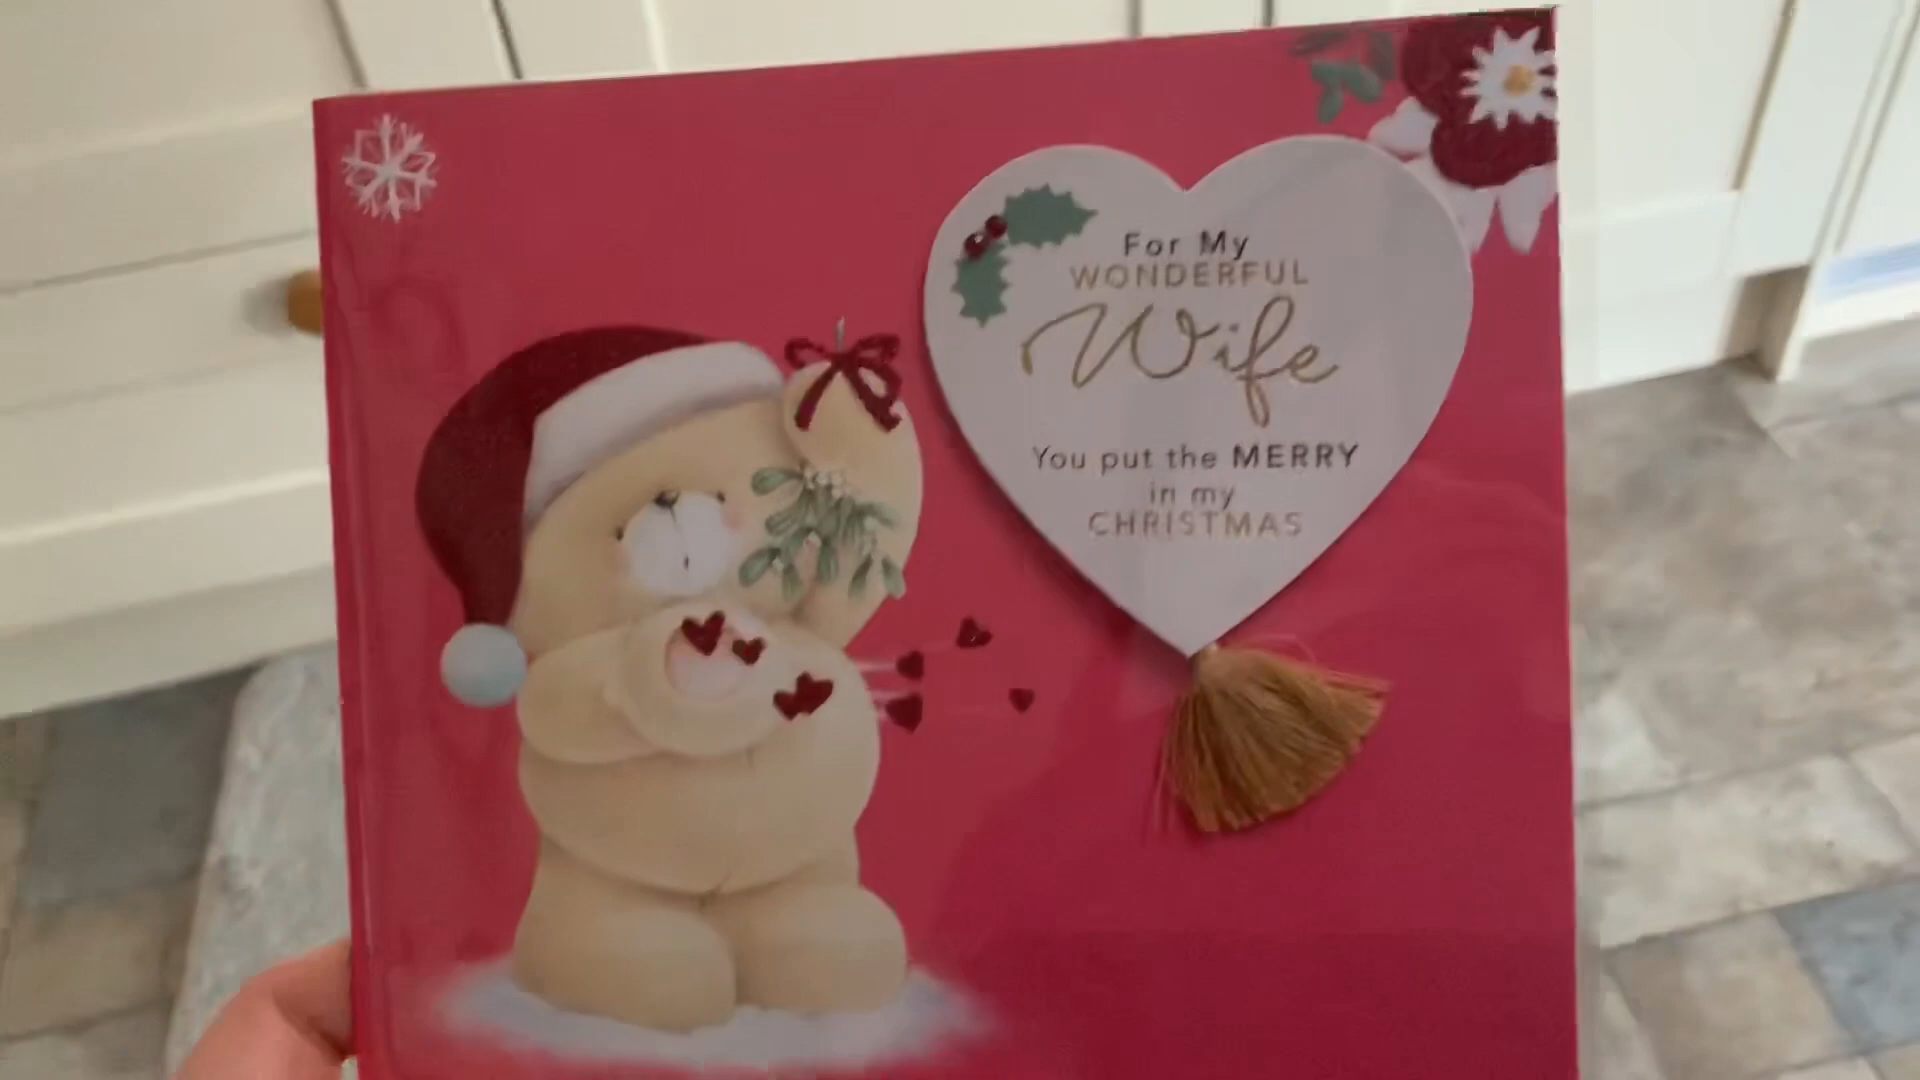 For My
WONDERFUL
Wife
You put the MERRY
in my
CHRISTMAS